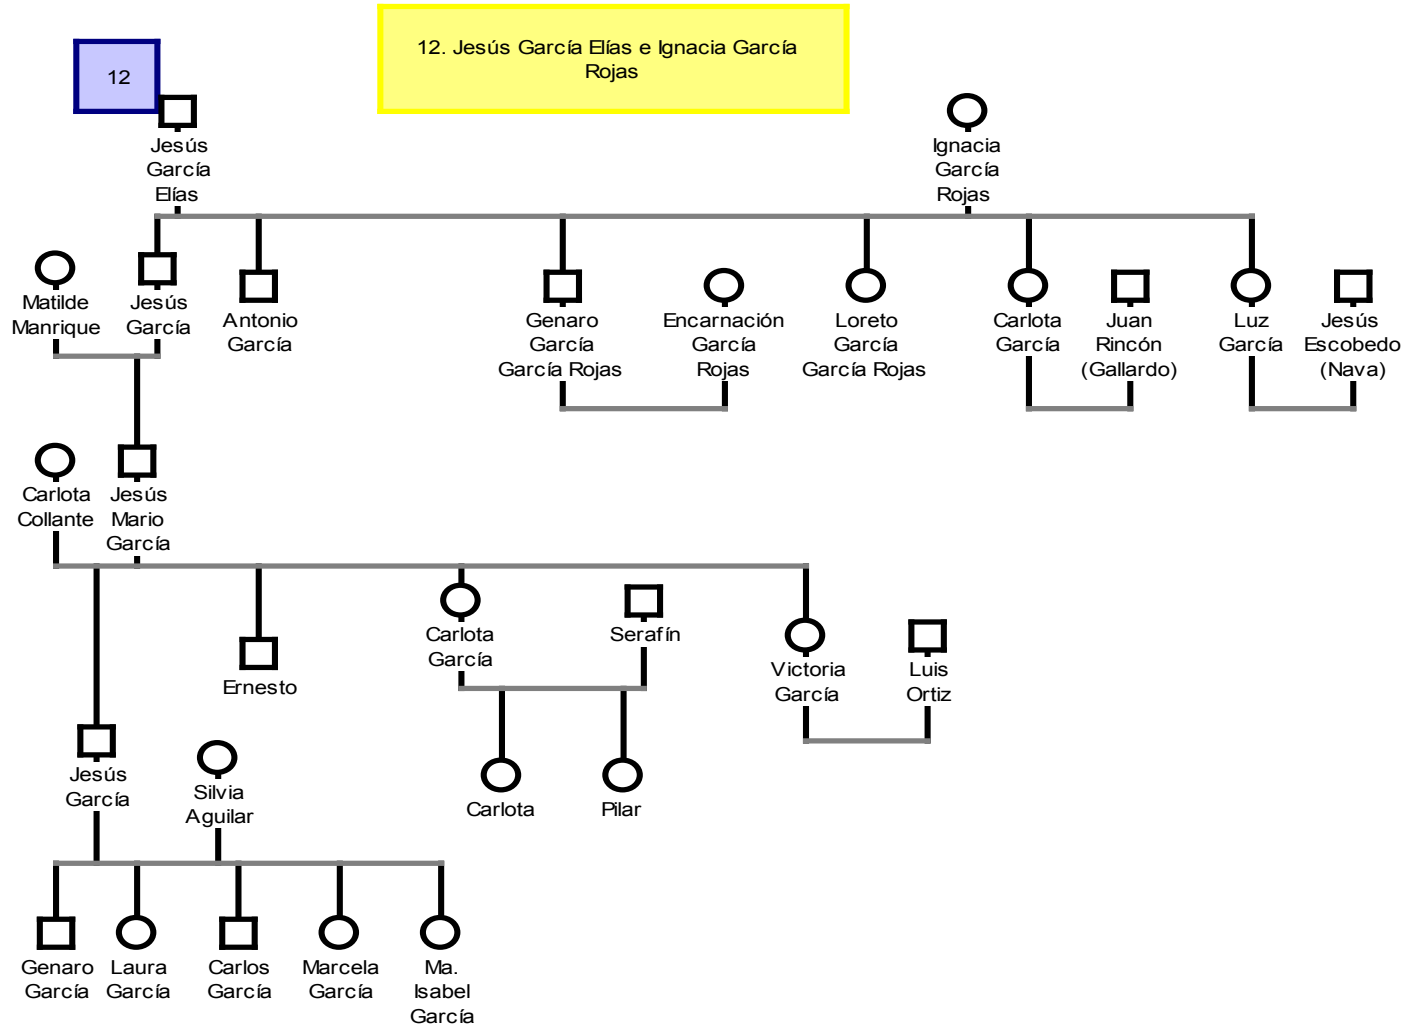 12. Jesús García Elías e Ignacia García
Rojas
12
Jesús
García
Elías
Ignacia
García
Rojas
Matilde
Manrique
Jesús
García
Antonio
García
Genaro
García
García Rojas
Encarnación
García
Rojas
Loreto
García
García Rojas
Carlota
García
Juan
Rincón
(Gallardo)
Luz
García
Jesús
Escobedo
(Nava)
Carlota
Collante
Jesús
Mario
García
Carlota
García
Serafín
Ernesto
Victoria
García
Luis
Ortiz
Jesús
García
Silvia
Aguilar
Carlota
Pilar
Genaro
García
Laura
García
Carlos
García
Marcela
García
Ma.
Isabel
García